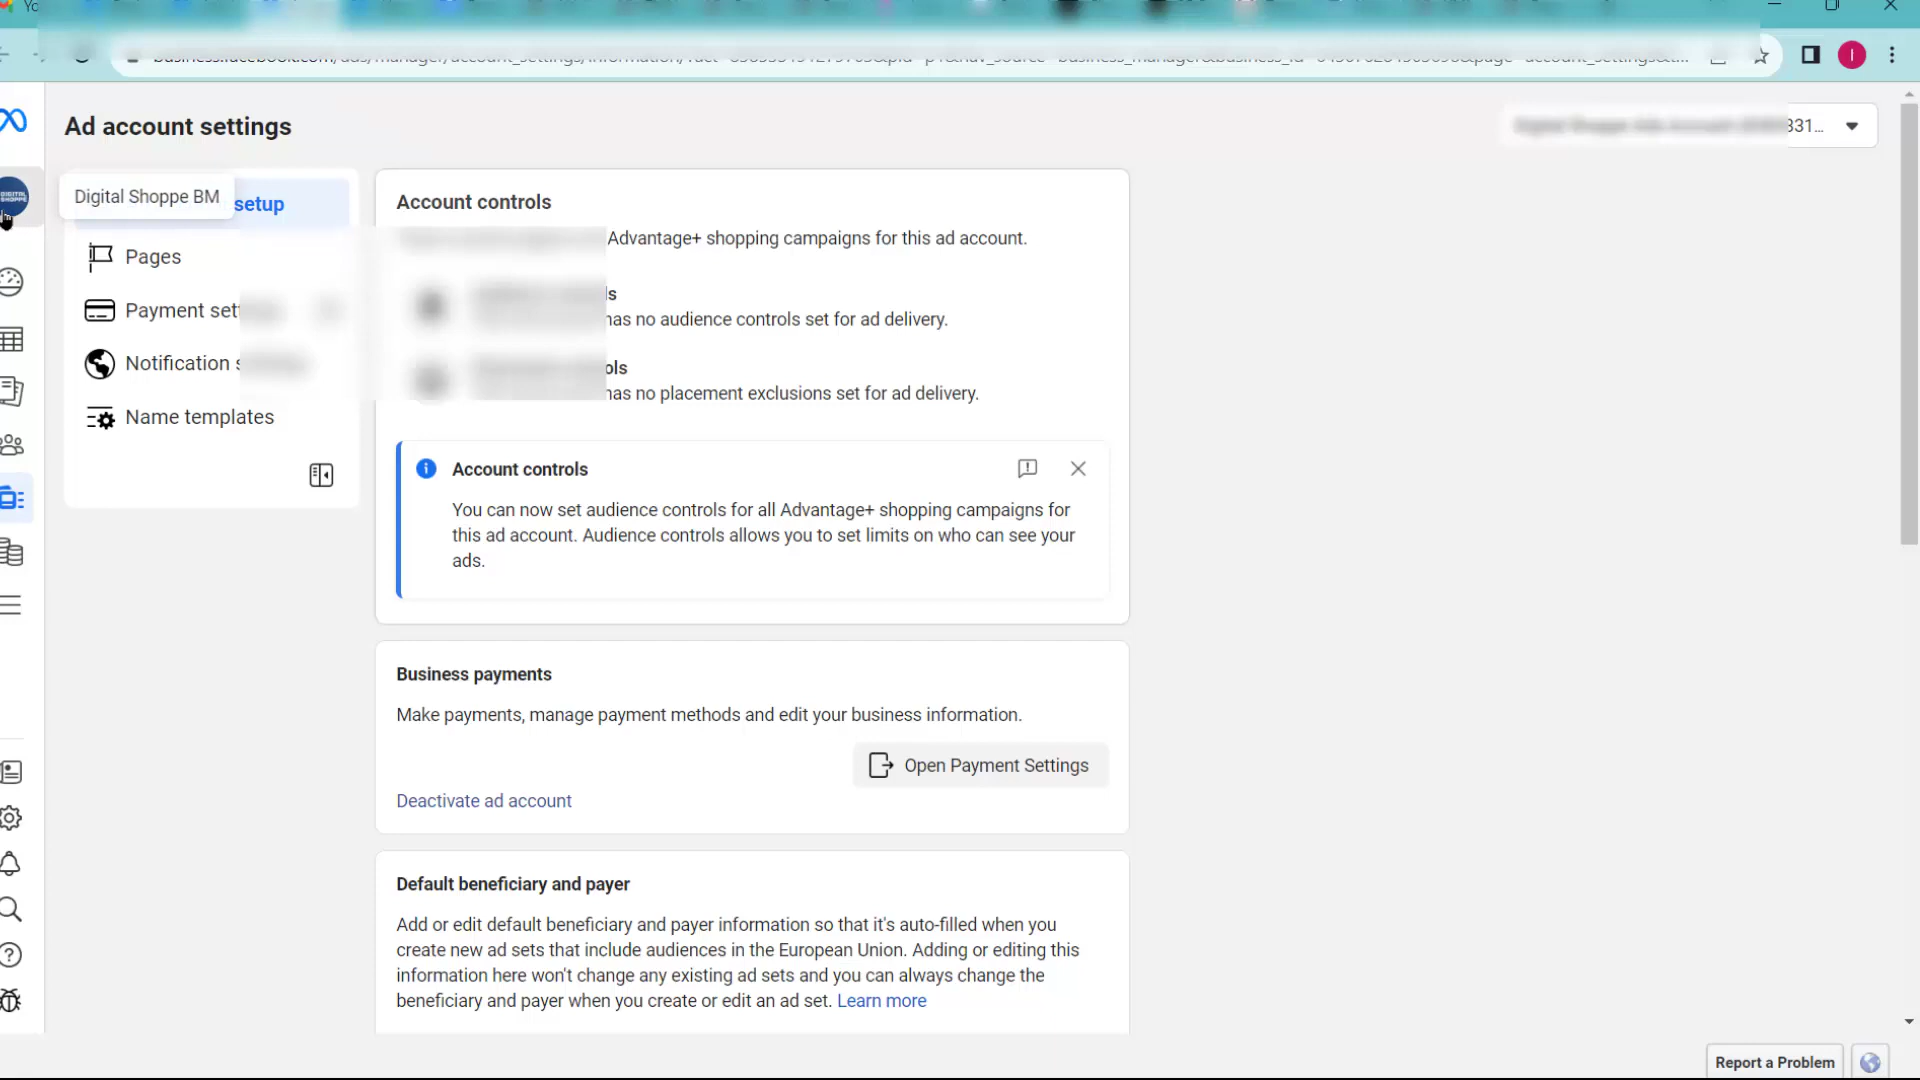 Yo
Ad account settings
331...
DIGITAL
SHOPPE
Digital Shoppe BM
setup
Pages
Payment
Notification
Name templates
Account controls
Advantage+ shopping campaigns for this ad account.
has no audience controls set for ad delivery.
has no placement exclusions set for ad delivery.
Account controls
You can now set audience controls for all Advantage+ shopping campaigns for
this ad account. Audience controls allows you to set limits on who can see your
ads.
Business payments
Make payments, manage payment methods and edit your business information.
Open Payment Settings
Deactivate ad account
Default beneficiary and payer
Add or edit default beneficiary and payer information so that it's auto-filled when you
create new ad sets that include audiences in the European Union. Adding or editing this
information here won't change any existing ad sets and you can always change the
beneficiary and payer when you create or edit an ad set. Learn more
Report a Problem